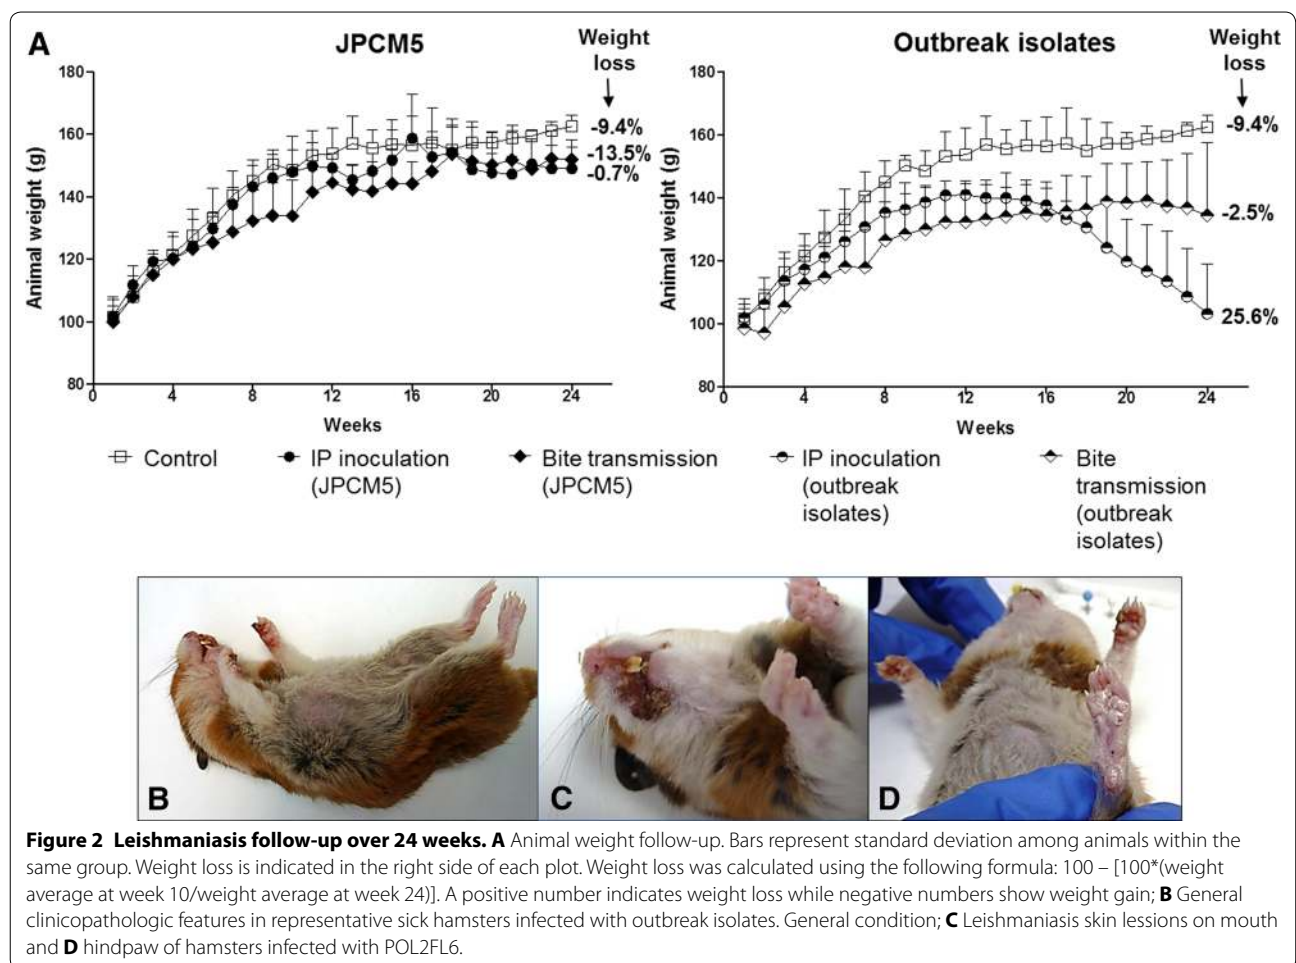 A
JPCM5
Weight
loss
Outbreak isolates
Weight
loss
Animal weight (g)
180
160
140
120
100
80
0
4
8
12
16
20
24
Weeks
-9.4%
-13.5%
-0.7%
Animal weight (g)
180
160
140
120
100
80
0
4
8
12
16
20
24
Weeks
-9.4%
-2.5%
25.6%
Control
IP inoculation
(JPCM5)
Bite transmission
(JPCM5)
IP inoculation
(outbreak
isolates)
Bite
transmission
(outbreak
isolates)
B
C
D
Figure 2 Leishmaniasis follow-up over 24 weeks. A Animal weight follow-up. Bars represent standard deviation among animals within the
same group. Weight loss is indicated in the right side of each plot. Weight loss was calculated using the following formula: 100 – [100*(weight
average at week 10/weight average at week 24)]. A positive number indicates weight loss while negative numbers show weight gain; B General
clinicopathologic features in representative sick hamsters infected with outbreak isolates. General condition; C Leishmaniasis skin lessions on mouth
and D hindpaw of hamsters infected with POL2FL6.